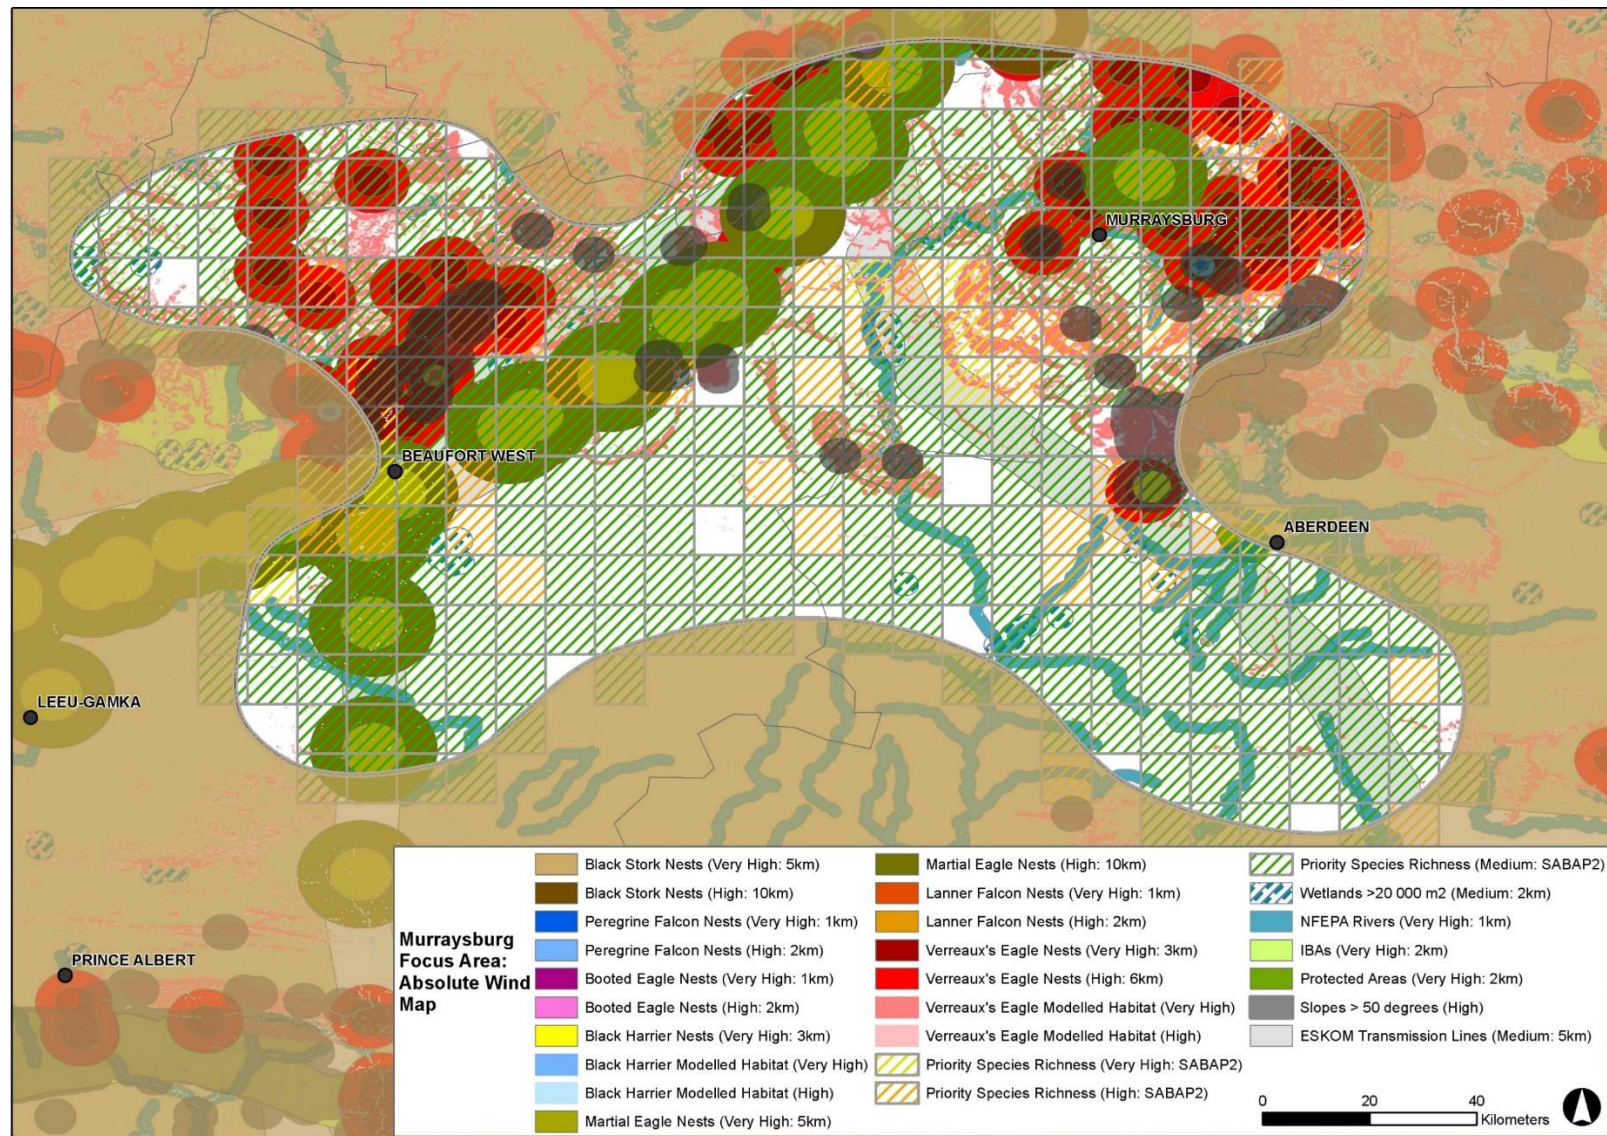 MURRAYSBURG
BEAUFORT WEST
ABERDEEN
LEEU-GAMKA
PRINCE ALBERT
Murraysburg
Focus Area:
Absolute Wind
Map
Black Stork Nests (Very High: 5km)
Black Stork Nests (High: 10km)
Peregrine Falcon Nests (Very High: 1km)
Peregrine Falcon Nests (High: 2km)
Booted Eagle Nests (Very High: 1km)
Booted Eagle Nests (High: 2km)
Black Harrier Nests (Very High: 3km)
Black Harrier Modelled Habitat (Very High)
Black Harrier Modelled Habitat (High)
Martial Eagle Nests (Very High: 5km)
Martial Eagle Nests (High: 10km)
Lanner Falcon Nests (Very High: 1km)
Lanner Falcon Nests (High: 2km)
Verreaux's Eagle Nests (Very High: 3km)
Verreaux's Eagle Nests (High: 6km)
Verreaux's Eagle Modelled Habitat (Very High)
Verreaux's Eagle Modelled Habitat (High)
Priority Species Richness (Very High: SABAP2)
Priority Species Richness (High: SABAP2)
Priority Species Richness (Medium: SABAP2)
Wetlands >20 000 m2 (Medium: 2km)
NFEPA Rivers (Very High: 1km)
IBAs (Very High: 2km)
Protected Areas (Very High: 2km)
Slopes > 50 degrees (High)
ESKOM Transmission Lines (Medium: 5km)
0 20 40
Kilometers